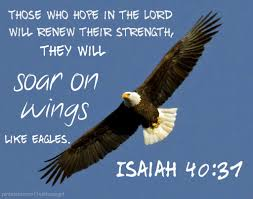 THOSE WHO HOPE IN THE LORD
WILL RENEW THEIR STRENGTH,
THEY WILL
SOAR ON
WINGS
LIKE EAGLES.
ISAIAH 40:31